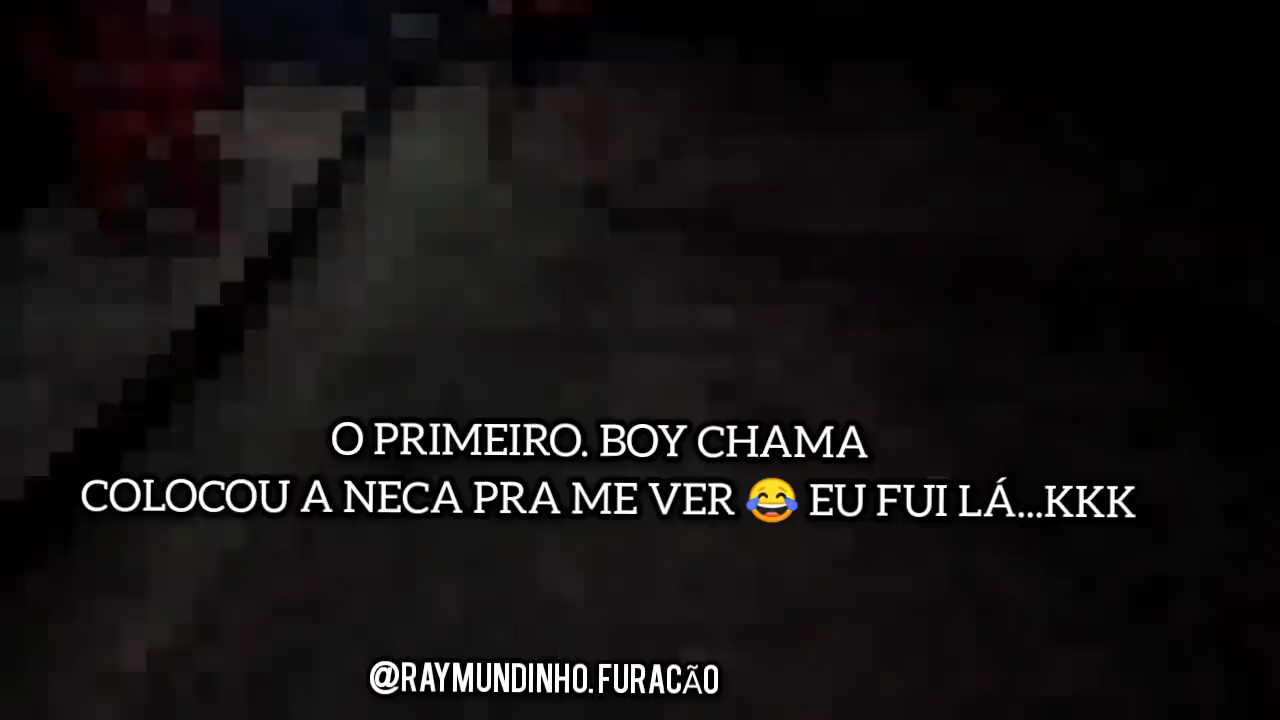 O PRIMEIRO. BOY CHAMA
COLOCOU A NECA PRA ME VER 😂 EU FUI LÁ...KKK
@RAYMUNDINHO.FURACÃO